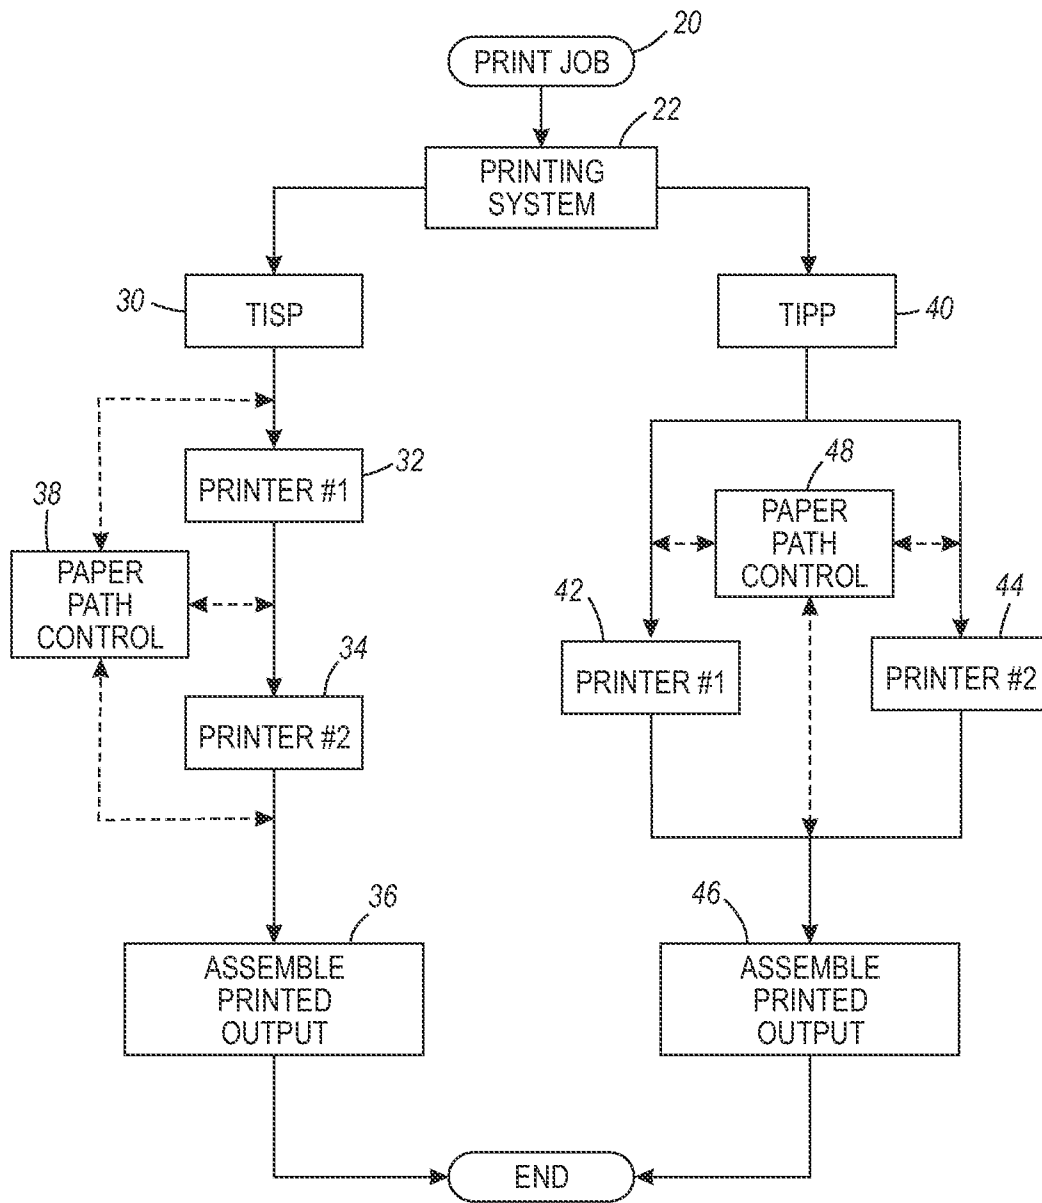 20
PRINT JOB
22
PRINTING
SYSTEM
30
TISP
TIPP
40
32
PRINTER #1
38
PAPER
PATH
CONTROL
34
PRINTER #2
48
PAPER
PATH
CONTROL
42
PRINTER #1
44
PRINTER #2
36
ASSEMBLE
PRINTED
OUTPUT
46
ASSEMBLE
PRINTED
OUTPUT
END